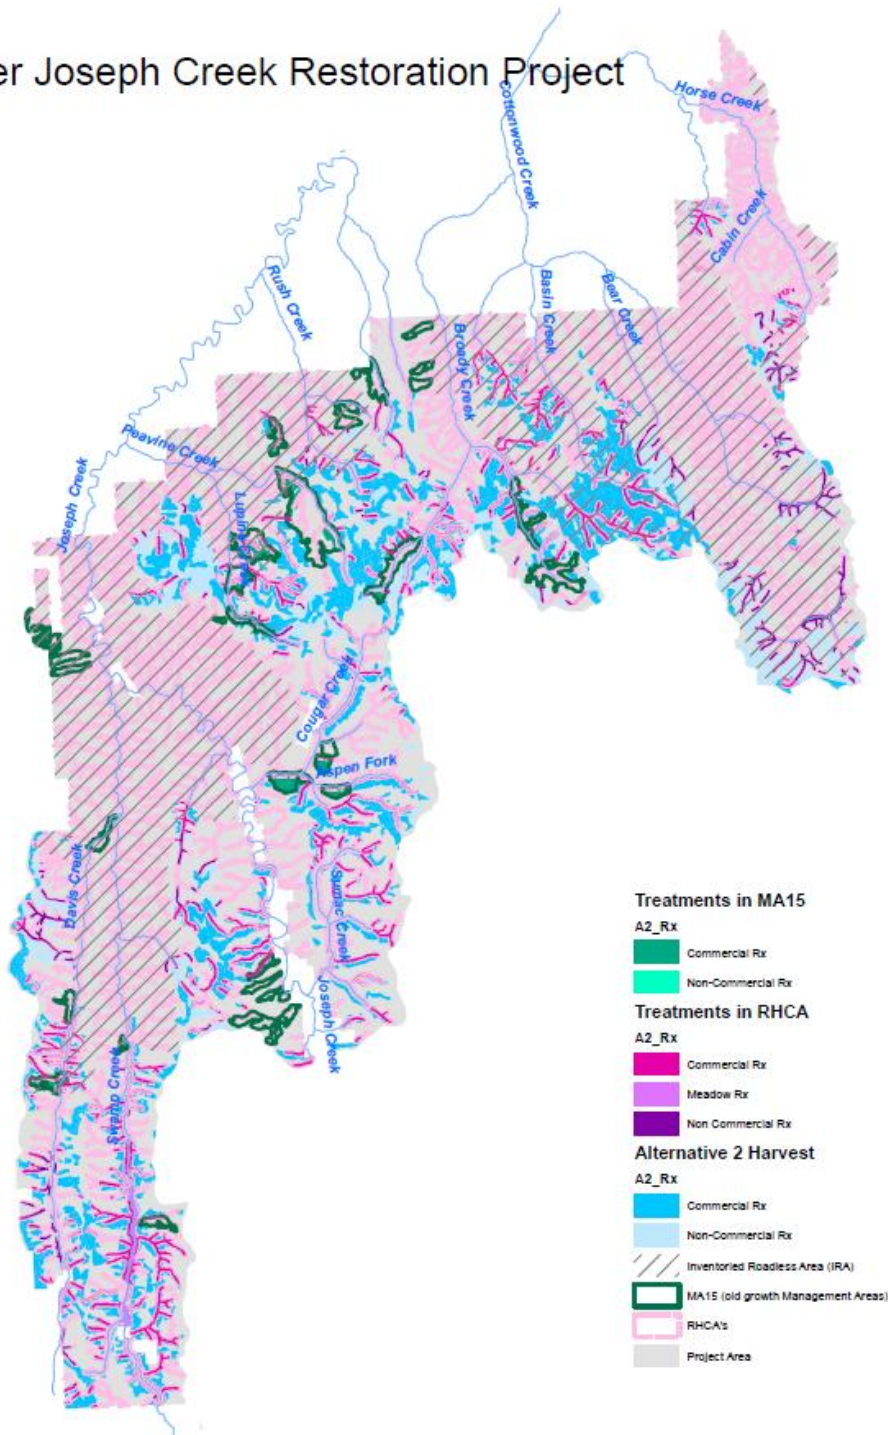 er Joseph Creek Restoration Project
Cottonwood Creek
Horse Creek
Cabin Creek
Rush Creek
Basin Creek
Bear Creek
Broady Creek
Peavine Creek
Joseph Creek
Cougar Creek
Aspen Fork
Davis Creek
Sumac Creek
Joseph Creek
Swamp Creek
Treatments in MA15
A2_Rx
Commercial Rx
Non-Commercial Rx
Treatments in RHCA
A2_Rx
Commercial Rx
Meadow Rx
Non Commercial Rx
Alternative 2 Harvest
A2_Rx
Commercial Rx
Non-Commercial Rx
Inventoried Roadless Area (IRA)
MA15 (old growth Management Areas)
RHCA's
Project Area